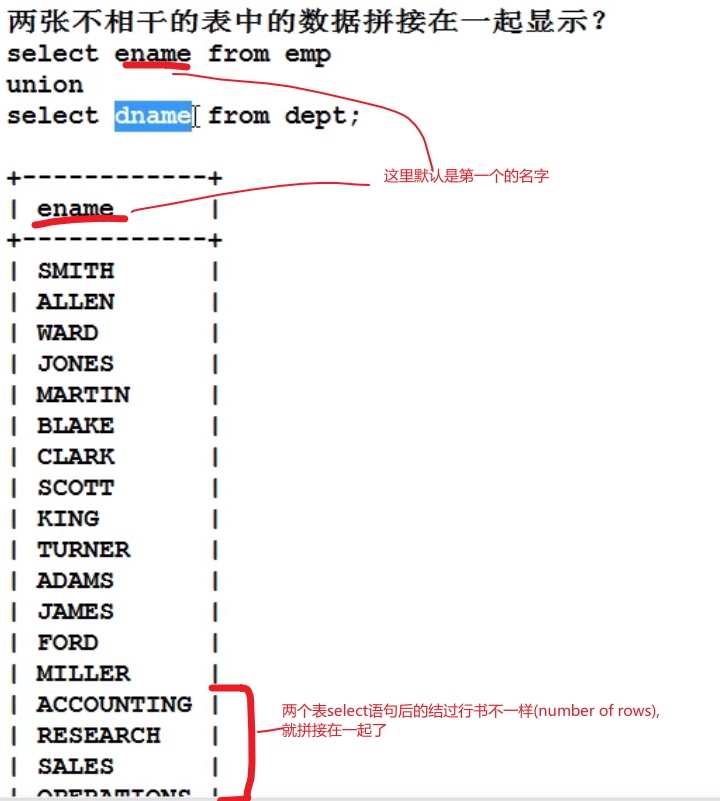 两张不相干的表中的数据拼接在一起显示?
select ename from emp
union
select dname from dept;
+------------+
| ename |
+------------+
| SMITH |
| ALLEN |
| WARD |
| JONES |
| MARTIN |
| BLAKE |
| CLARK |
| SCOTT |
| KING |
| TURNER |
| ADAMS |
| JAMES |
| FORD |
| MILLER |
| ACCOUNTING |
| RESEARCH |
| SALES |
| OPERATIONS |
这里默认是第一个的名字
两个表select语句后的结过行书不一样(number of rows),
就拼接在一起了